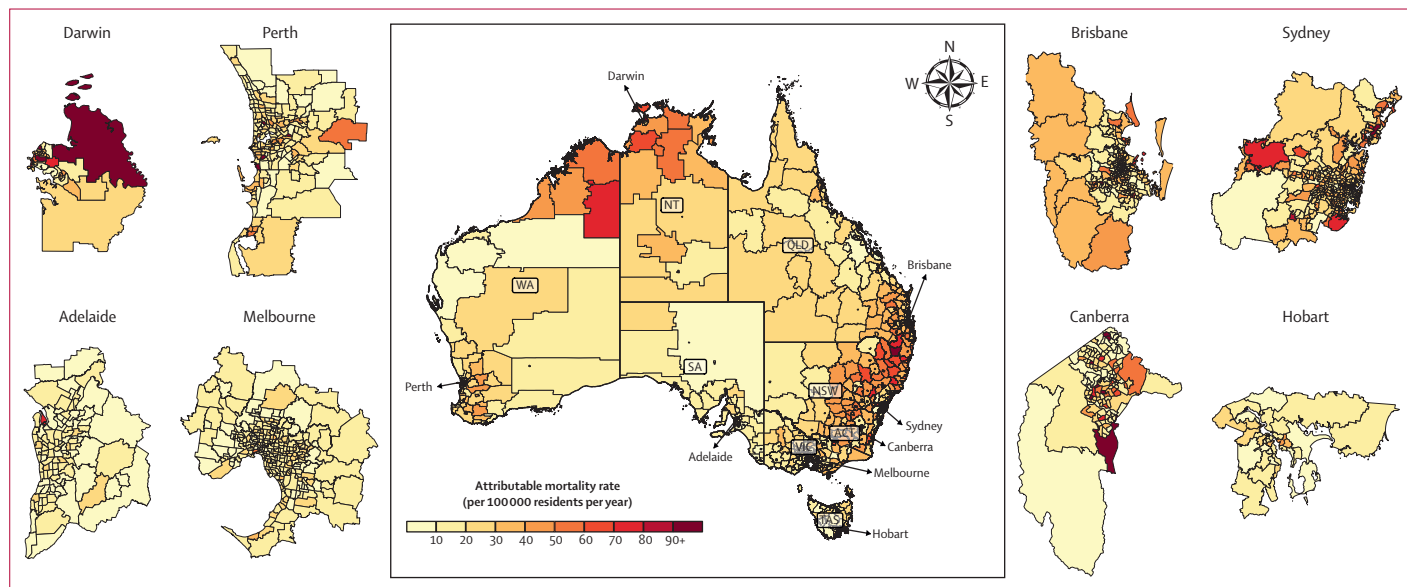 Darwin
Perth
Brisbane
Sydney
N
W
E
S
Darwin
NT
QLD
WA
Brisbane
Adelaide
Melbourne
Canberra
Hobart
SA
Perth
NSW
Sydney
ACT
Canberra
VIC
Adelaide
Melbourne
Attributable mortality rate
(per 100 000 residents per year)
TAS
Hobart
10 20 30 40 50 60 70 80 90+